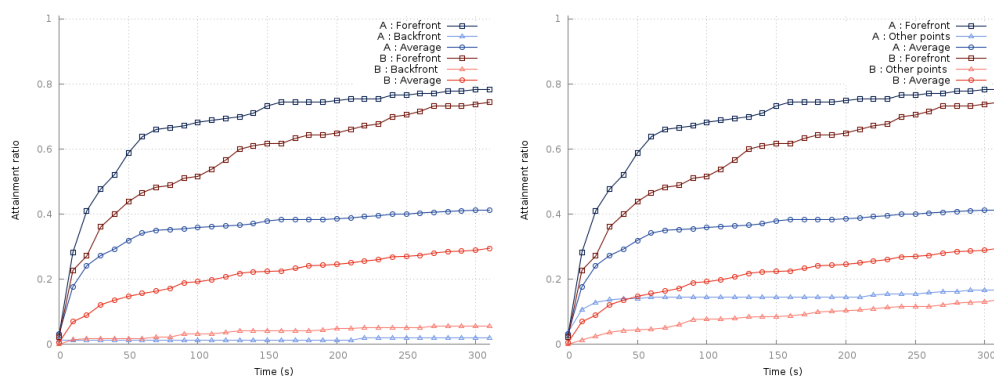 1
0.8
0.6
0.4
0.2
0
Attainment ratio
A : Forefront
A : Backfront
A : Average
B : Forefront
B : Backfront
B : Average
0 50 100 150 200 250 300
Time (s)
1
0.8
0.6
0.4
0.2
0
Attainment ratio
A : Forefront
A : Other points
A : Average
B : Forefront
B : Other points
B : Average
0 50 100 150 200 250 300
Time (s)